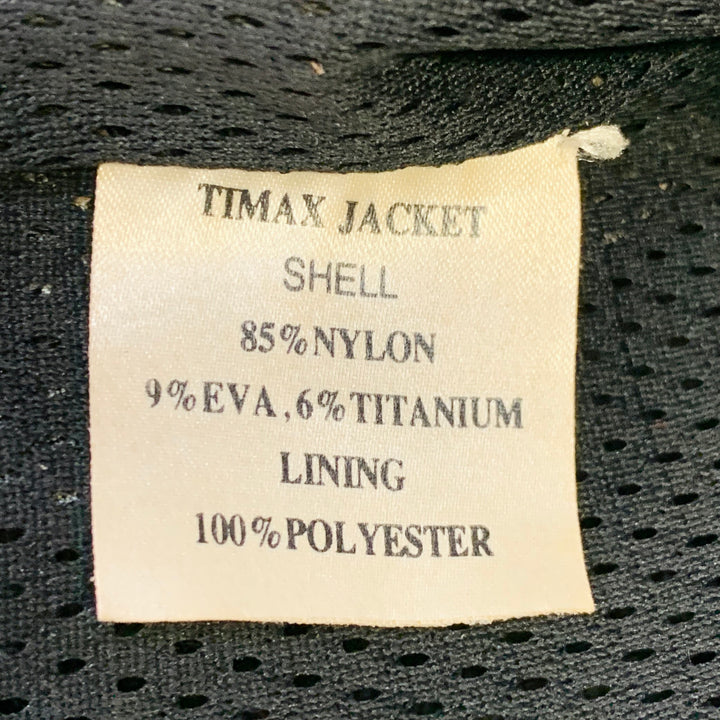 TIMAX JACKET
SHELL
85%NYLON
9%EVA,6%TITANIUM
LINING
100%POLYESTER